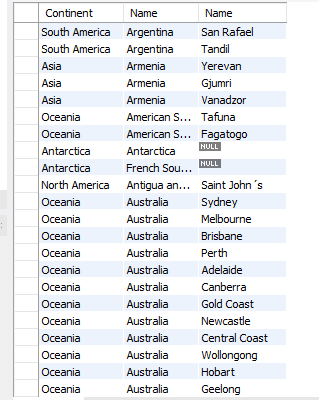 Continent Name Name
South America Argentina San Rafael
South America Argentina Tandil
Asia Armenia Yerevan
Asia Armenia Gjumri
Asia Armenia Vanadzor
Oceania American S... Tafuna
Oceania American S... Fagatogo
Antarctica Antarctica NULL
Antarctica French Sou... NULL
North America Antigua an... Saint John´s
Oceania Australia Sydney
Oceania Australia Melbourne
Oceania Australia Brisbane
Oceania Australia Perth
Oceania Australia Adelaide
Oceania Australia Canberra
Oceania Australia Gold Coast
Oceania Australia Newcastle
Oceania Australia Central Coast
Oceania Australia Wollongong
Oceania Australia Hobart
Oceania Australia Geelong